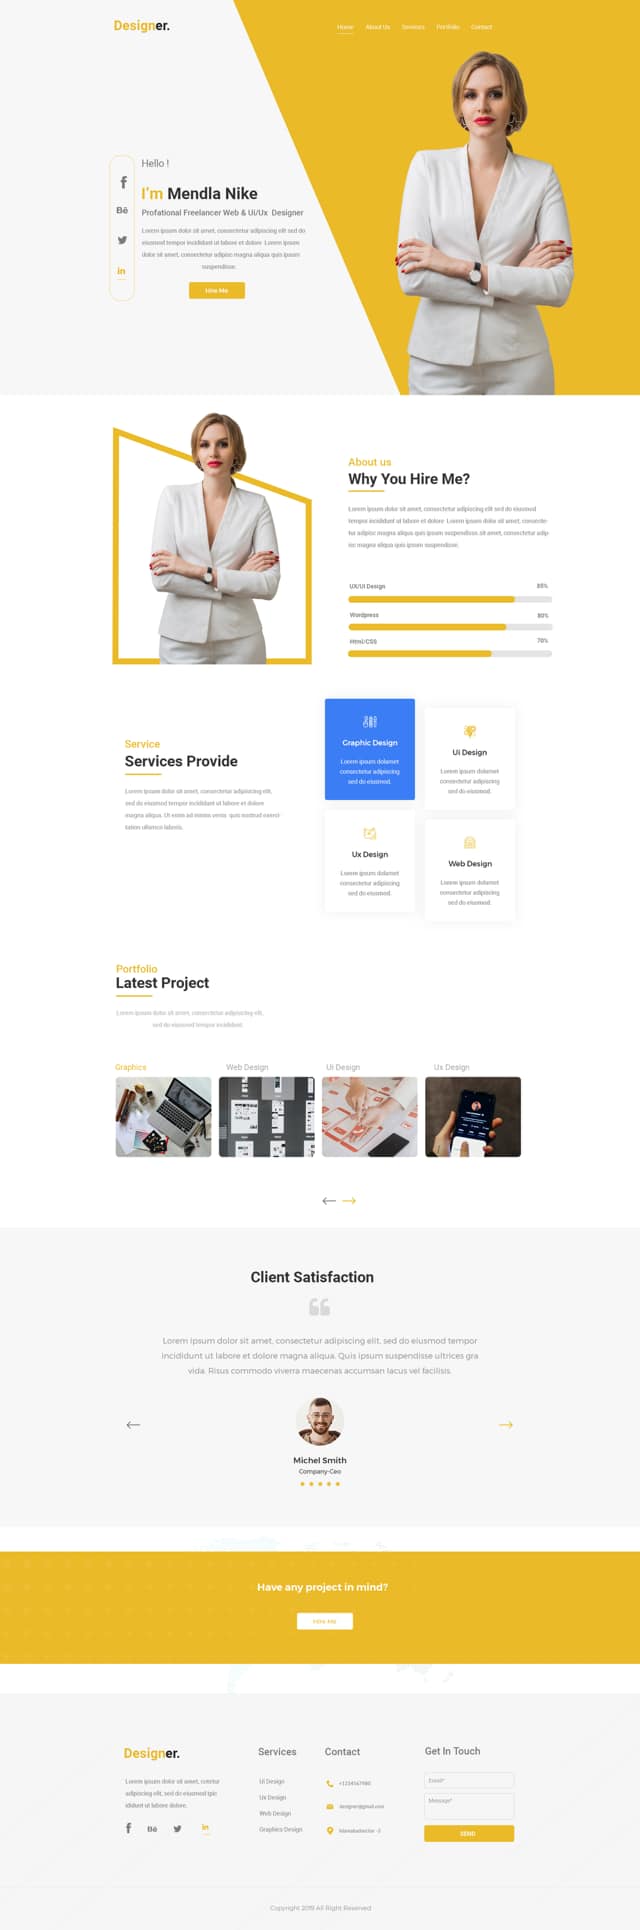 Designer.
Home About Us Services Portfolio Contact
Hello !
I'm Mendla Nike
Profational Freelancer Web & Ui/Ux Designer
Lorem ipsum dolor sit amet, consectetur adipiscing elit sed do
eiusmod tempor incididunt ut labore et dolore Lorem ipsum
dolor sit amet, consectetur adipisc magna aliqua quis ipsum
suspendisse.
Bē
in
Hire Me
About us
Why You Hire Me?
Lorem ipsum dolor sit amet, consectetur adipiscing elit sed do eiusmod
tempor incididunt ut labore et dolore Lorem ipsum dolor sit amet, consecte-
tur adipisc magna aliqua quis ipsum suspendisse.sit amet, consectetur adip
isc magna aliqua quis ipsum suspendisse.
UX/UI Design 85%
Wordpress 80%
Html/CSS 70%
Service
Services Provide
Lorem ipsum dolor sit amet, consectetur adipiscing elit,
sed do eiusmod tempor incididunt ut labore et dolore
magna aliqua. Ut enim ad minim venia quis nostrud exerci
tation ullamco laboris.
Graphic Design
Lorem ipsum dolamet
consectetur adipiscing
sed do eiusmod.
Ui Design
Lorem ipsum dolamet
consectetur adipiscing
sed do eiusmod.
Ux Design
Lorem ipsum dolamet
consectetur adipiscing
sed do eiusmod.
Web Design
Lorem ipsum dolamet
consectetur adipiscing
sed do eiusmod.
Portfolio
Latest Project
Lorem ipsum dolor sit amet, consectetur adipiscing elit,
sed do eiusmod tempor incididunt
Graphics Web Design Ui Design Ux Design
Client Satisfaction
Lorem ipsum dolor sit amet, consectetur adipiscing elit, sed do eiusmod tempor
incididunt ut labore et dolore magna aliqua. Quis ipsum suspendisse ultrices gra
vida. Risus commodo viverra maecenas accumsan lacus vel facilisis.
Michel Smith
Company-Ceo
Have any project in mind?
Hire Me
Designer.
Lorem ipsum dolor sit amet, cotetur
adipiscing elit, sed do eiusmod tpic
ididunt ut labore dolore.
Bē
in
Services
Ui Design
Ux Design
Web Design
Graphics Design
Contact
+1234567980
designer@gmail.com
Get In Touch
Email*
Message*
SEND
Copyright 2019 All Right Reserved